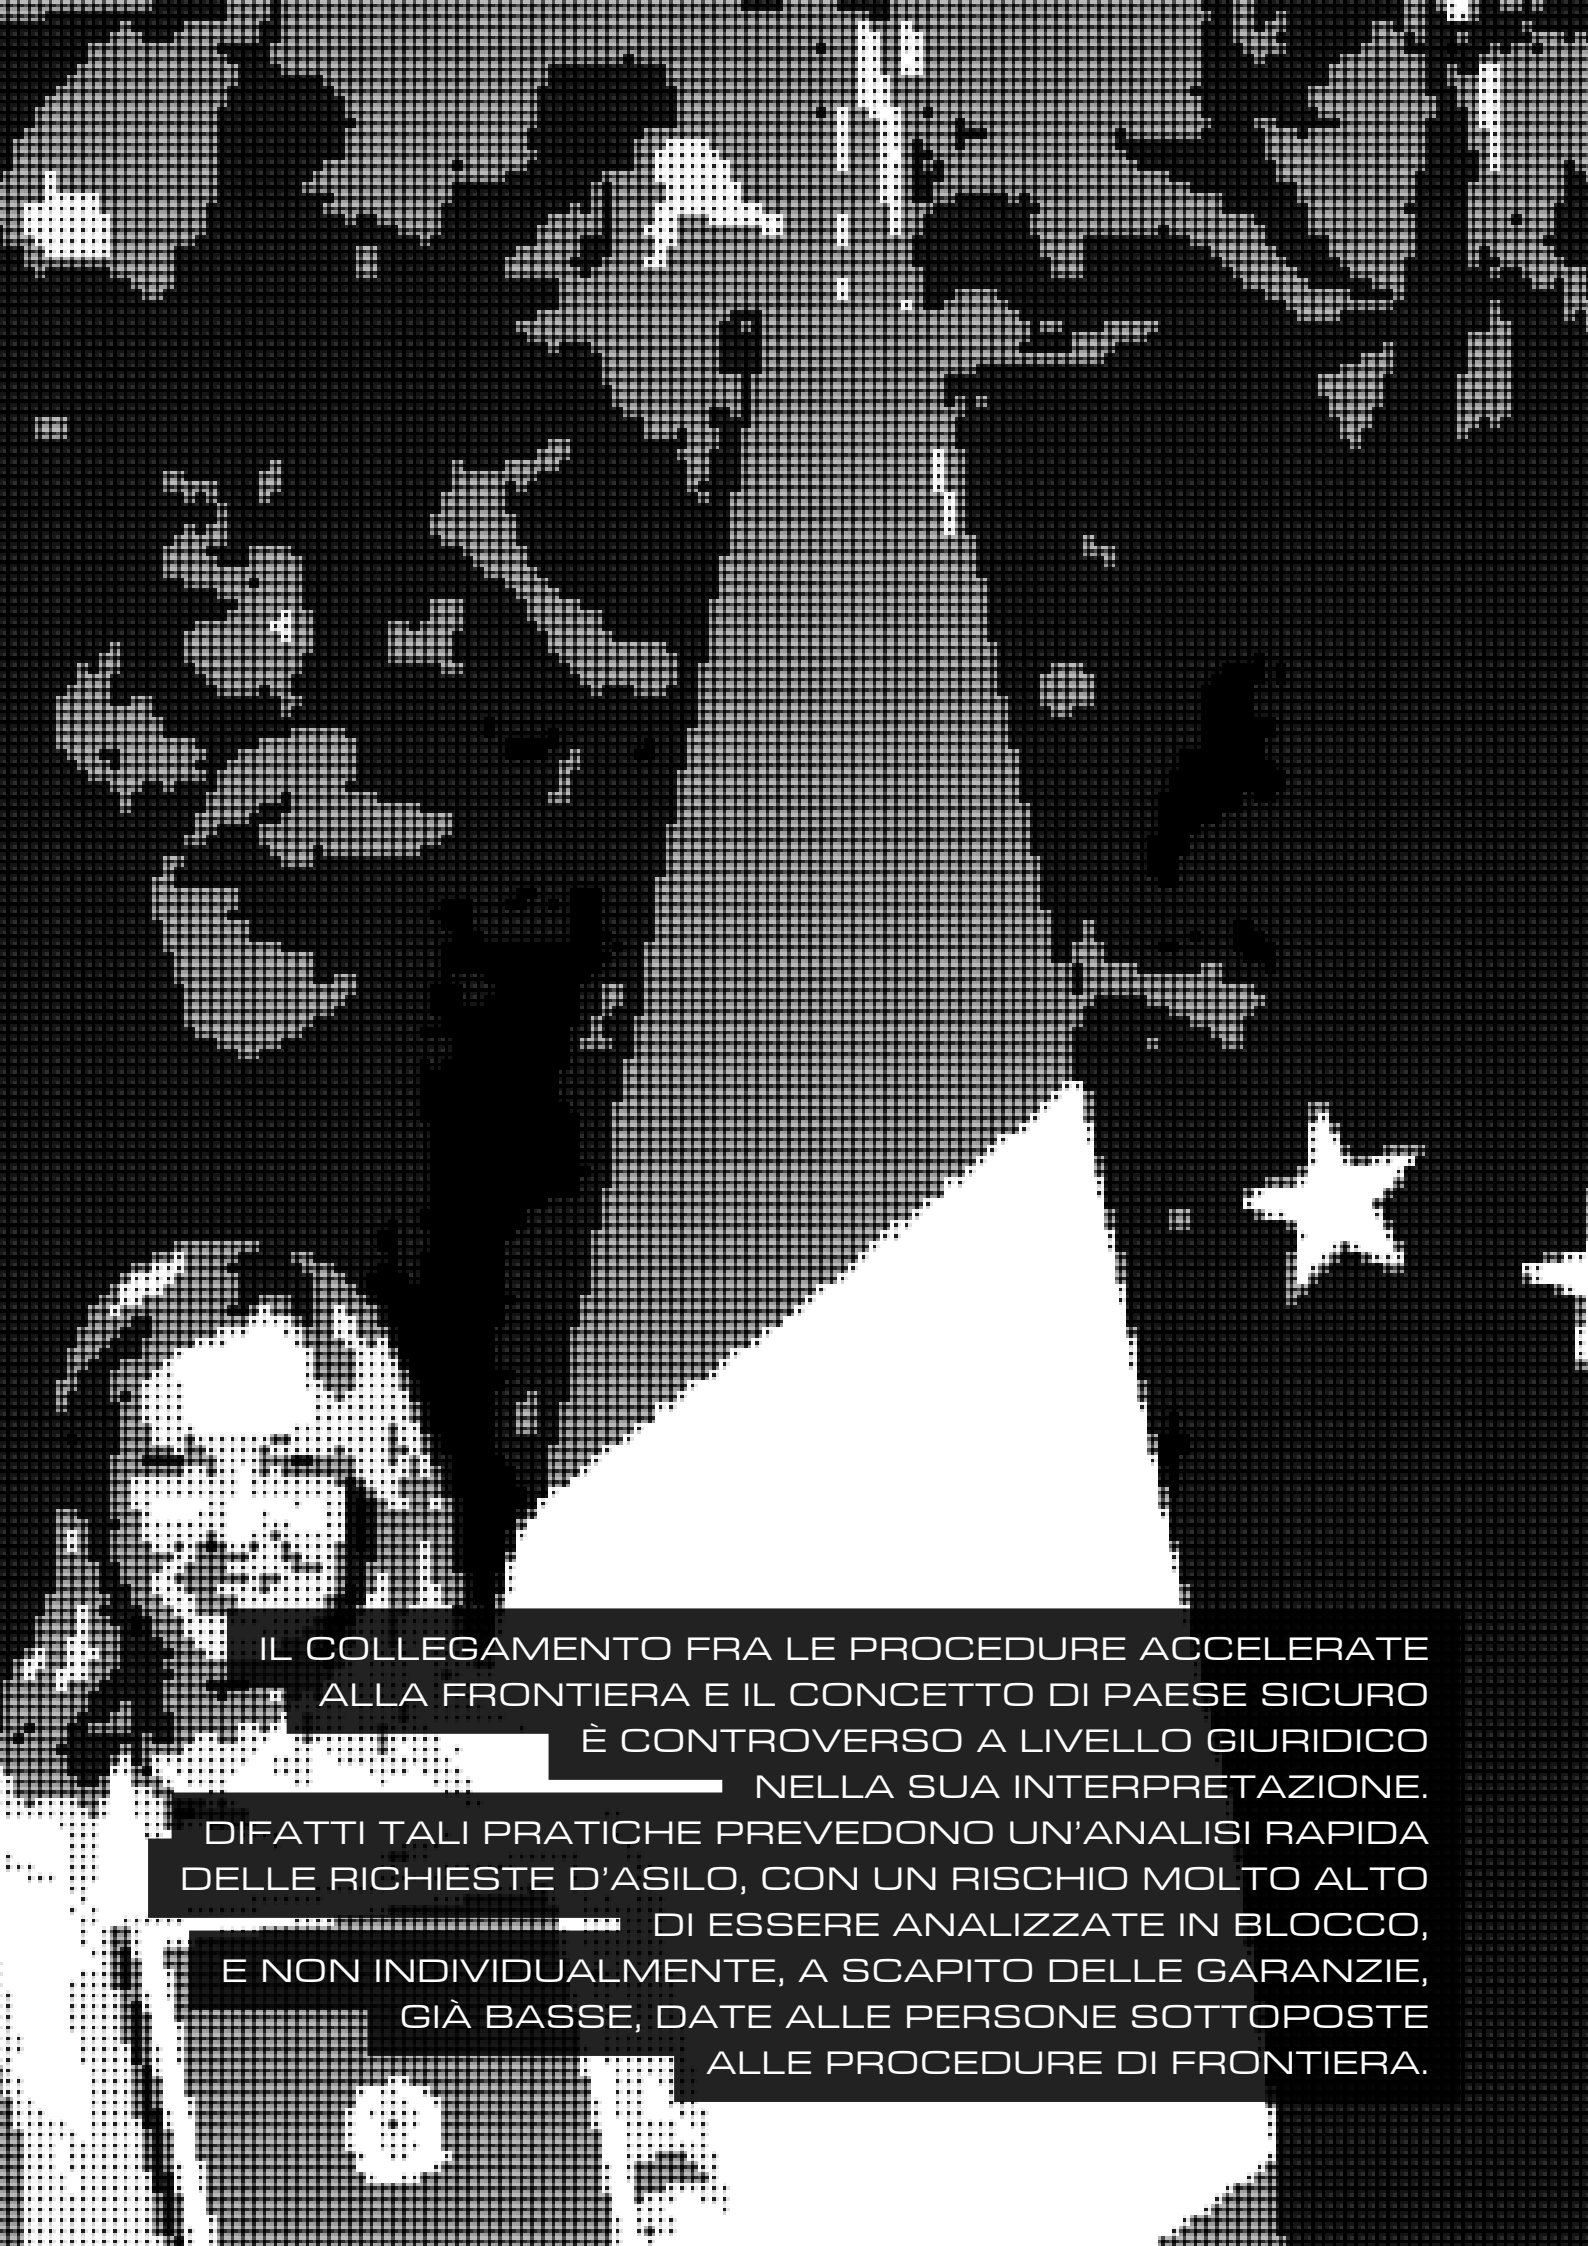 IL COLLEGAMENTO FRA LE PROCEDURE ACCELERATE
ALLA FRONTIERA E IL CONCETTO DI PAESE SICURO
È CONTROVERSO A LIVELLO GIURIDICO
NELLA SUA INTERPRETAZIONE.
DIFATTI TALI PRATICHE PREVEDONO UN’ANALISI RAPIDA
DELLE RICHIESTE D’ASILO, CON UN RISCHIO MOLTO ALTO
DI ESSERE ANALIZZATE IN BLOCCO,
E NON INDIVIDUALMENTE, A SCAPITO DELLE GARANZIE,
GIÀ BASSE, DATE ALLE PERSONE SOTTOPOSTE
ALLE PROCEDURE DI FRONTIERA.